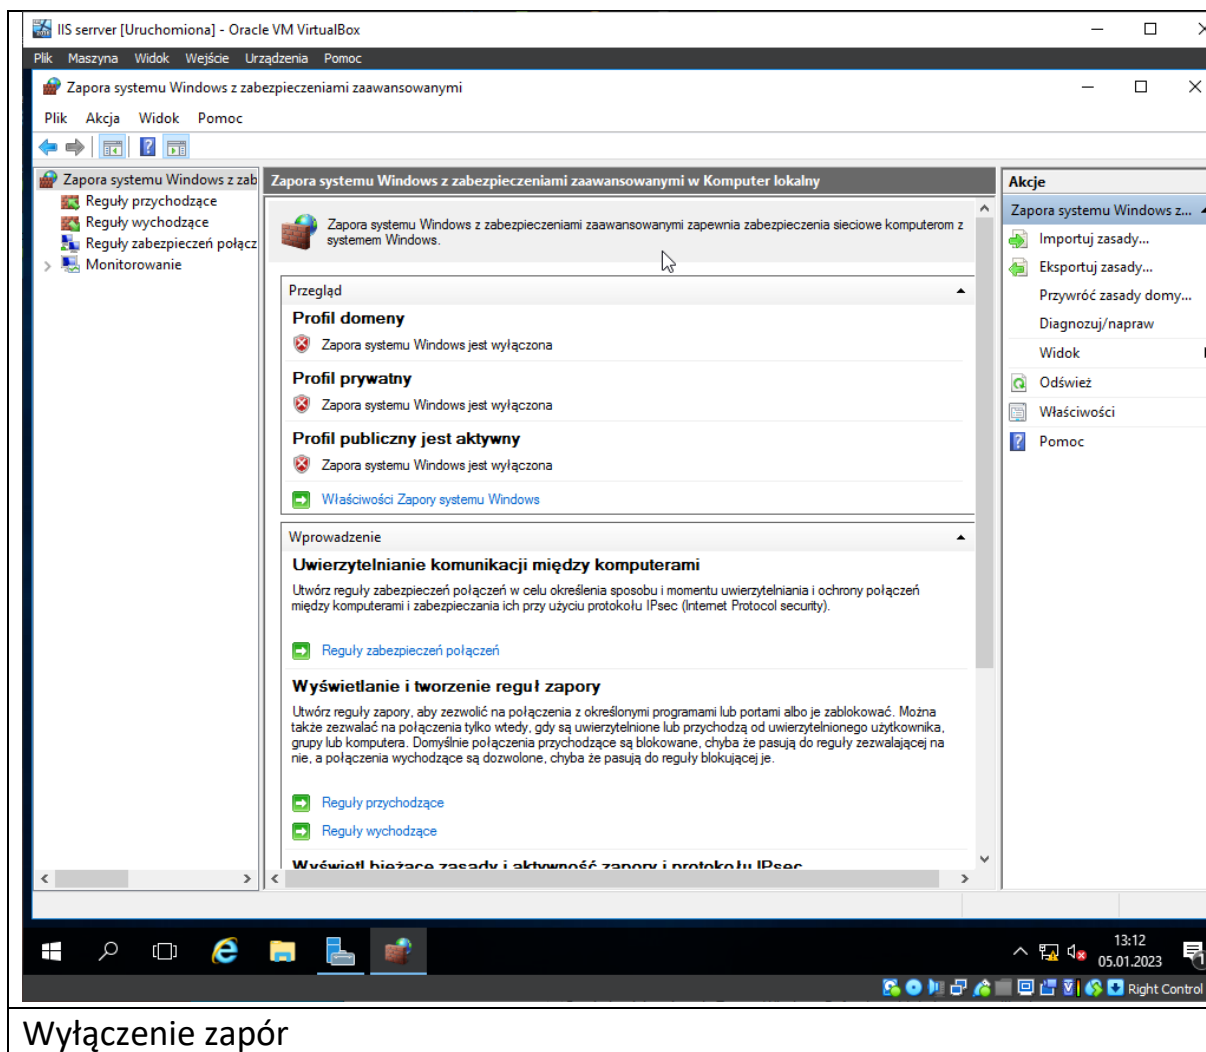 IIS serrver [Uruchomiona] - Oracle VM VirtualBox
Plik Maszyna Widok Wejście Urządzenia Pomoc
Zapora systemu Windows z zabezpieczeniami zaawansowanymi
Plik Akcja Widok Pomoc
Zapora systemu Windows z zab
Reguły przychodzące
Reguły wychodzące
Reguły zabezpieczeń połącz
Monitorowanie
Zapora systemu Windows z zabezpieczeniami zaawansowanymi w Komputer lokalny
Zapora systemu Windows z zabezpieczeniami zaawansowanymi zapewnia zabezpieczenia sieciowe komputerom z
systemem Windows.
Przegląd
Profil domeny
Zapora systemu Windows jest wyłączona
Profil prywatny
Zapora systemu Windows jest wyłączona
Profil publiczny jest aktywny
Zapora systemu Windows jest wyłączona
Właściwości Zapory systemu Windows
Wprowadzenie
Uwierzytelnianie komunikacji między komputerami
Utwórz reguły zabezpieczeń połączeń w celu określenia sposobu i momentu uwierzytelniania i ochrony połączeń
między komputerami i zabezpieczania ich przy użyciu protokołu IPsec (Internet Protocol security).
Reguły zabezpieczeń połączeń
Wyświetlanie i tworzenie reguł zapory
Utwórz reguły zapory, aby zezwolić na połączenia z określonymi programami lub portami albo je zablokować. Można
także zezwalać na połączenia tylko wtedy, gdy są uwierzytelnione lub przychodzą od uwierzytelnionego użytkownika,
grupy lub komputera. Domyślnie połączenia przychodzące są blokowane, chyba że pasują do reguły zezwalającej na
nie, a połączenia wychodzące są dozwolone, chyba że pasują do reguły blokującej je.
Reguły przychodzące
Reguły wychodzące
Wyświetl bieżące zasady i aktywność zapory i protokołu IPsec
Akcje
Zapora systemu Windows z...
Importuj zasady...
Eksportuj zasady...
Przywróć zasady domy...
Diagnozuj/napraw
Widok
Odśwież
Właściwości
Pomoc
13:12
05.01.2023
1
Right Control
Wyłączenie zapór